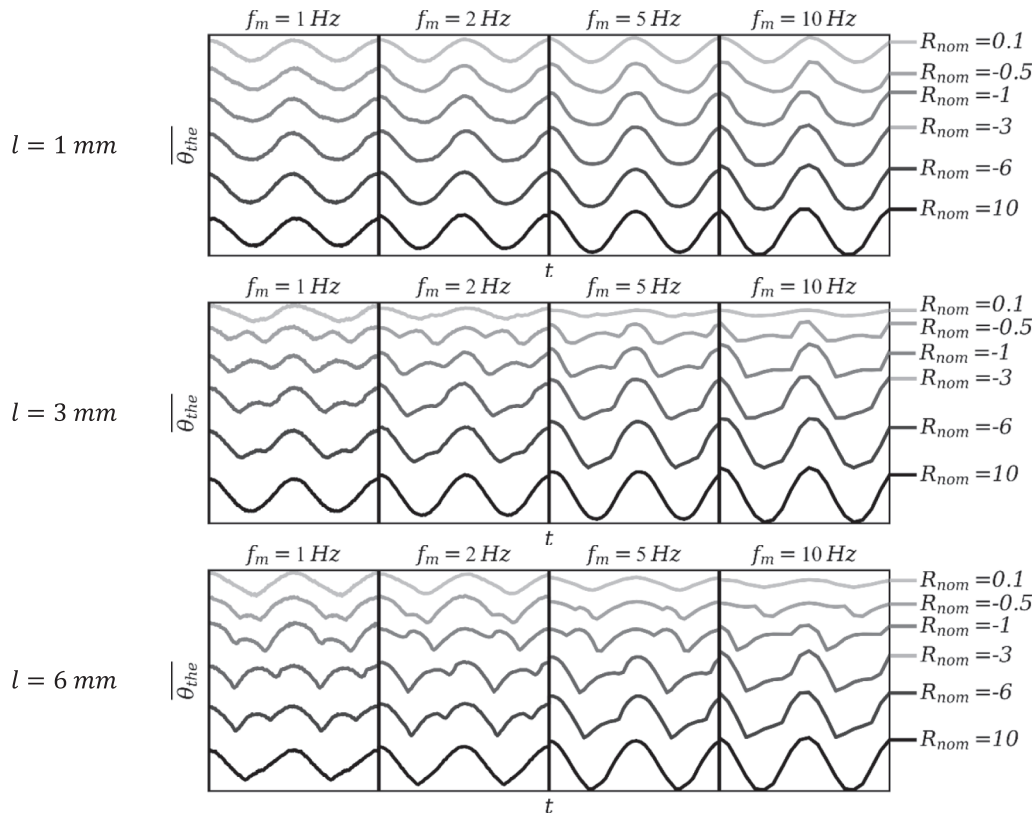 f_m = 1 Hz f_m = 2 Hz f_m = 5 Hz f_m = 10 Hz
R_nom =0.1
R_nom =-0.5
R_nom =-1
l = 1 mm
θ_the
R_nom =-3
R_nom =-6
R_nom =10
t
f_m = 1 Hz f_m = 2 Hz f_m = 5 Hz f_m = 10 Hz
R_nom =0.1
R_nom =-0.5
R_nom =-1
R_nom =-3
l = 3 mm
θ_the
R_nom =-6
R_nom =10
t
f_m = 1 Hz f_m = 2 Hz f_m = 5 Hz f_m = 10 Hz
R_nom =0.1
R_nom =-0.5
R_nom =-1
R_nom =-3
l = 6 mm
θ_the
R_nom =-6
R_nom =10
t